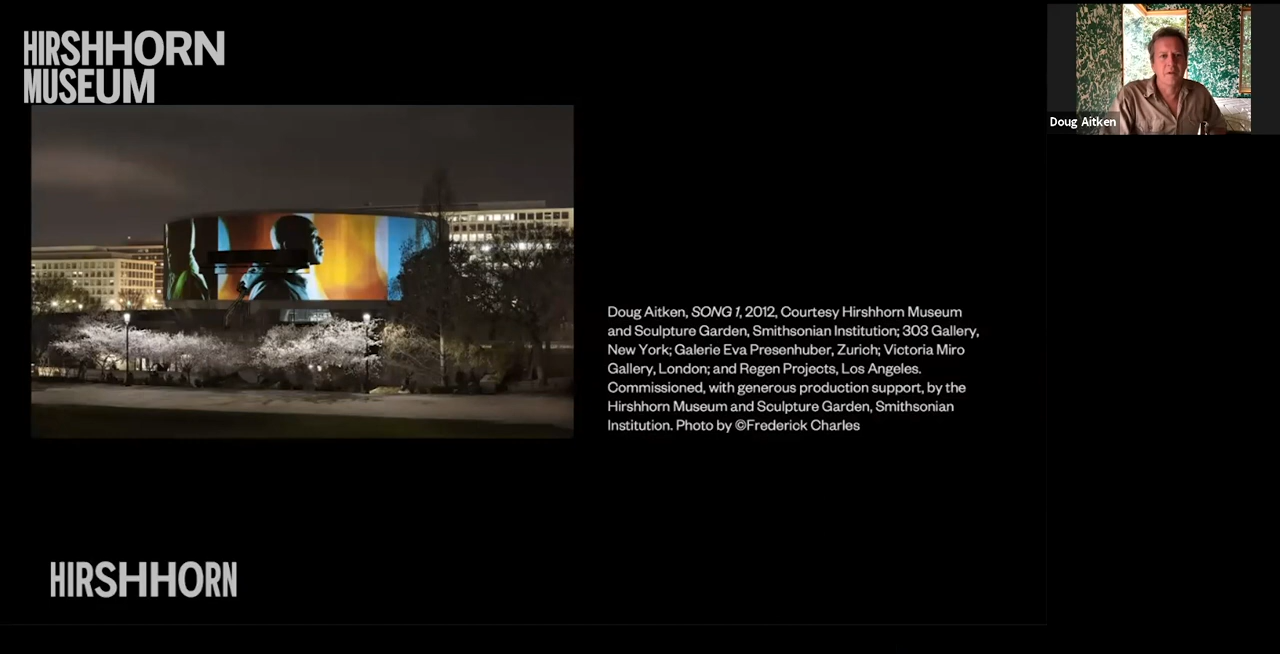 HIRSHHORN
MUSEUM
Doug Aitken
Doug Aitken, SONG 1, 2012, Courtesy Hirshhorn Museum
and Sculpture Garden, Smithsonian Institution; 303 Gallery,
New York; Galerie Eva Presenhuber, Zurich; Victoria Miro
Gallery, London; and Regen Projects, Los Angeles.
Commissioned, with generous production support, by the
Hirshhorn Museum and Sculpture Garden, Smithsonian
Institution. Photo by ©Frederick Charles
HIRSHHORN